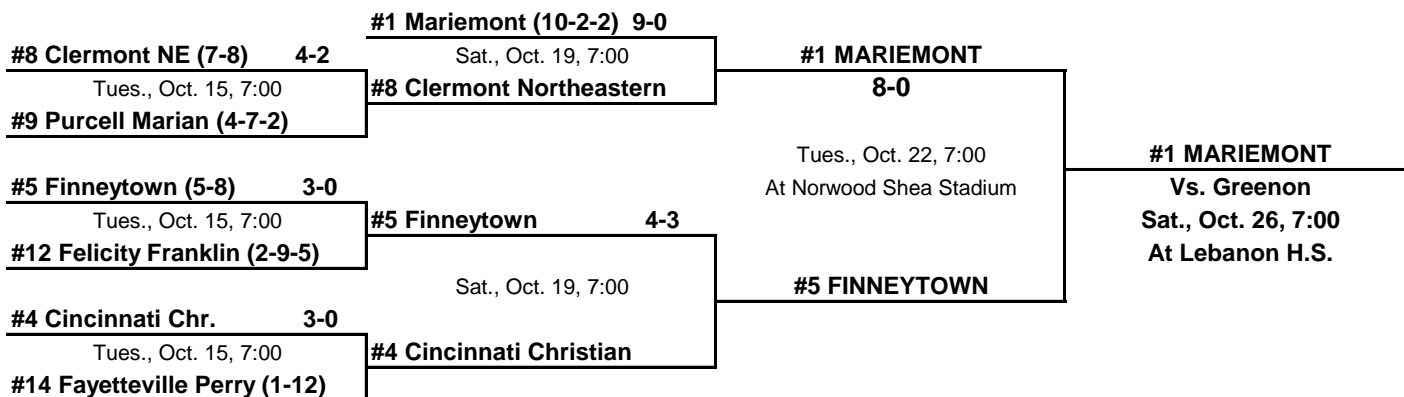 #1 Mariemont (10-2-2) 9-0
#8 Clermont NE (7-8) 4-2
Sat., Oct. 19, 7:00
#1 MARIEMONT
Tues., Oct. 15, 7:00
#8 Clermont Northeastern
8-0
#9 Purcell Marian (4-7-2)
Tues., Oct. 22, 7:00
#1 MARIEMONT
#5 Finneytown (5-8) 3-0
At Norwood Shea Stadium
Vs. Greenon
Tues., Oct. 15, 7:00
#5 Finneytown 4-3
Sat., Oct. 26, 7:00
#12 Felicity Franklin (2-9-5)
At Lebanon H.S.
Sat., Oct. 19, 7:00
#5 FINNEYTOWN
#4 Cincinnati Chr. 3-0
Tues., Oct. 15, 7:00
#4 Cincinnati Christian
#14 Fayetteville Perry (1-12)